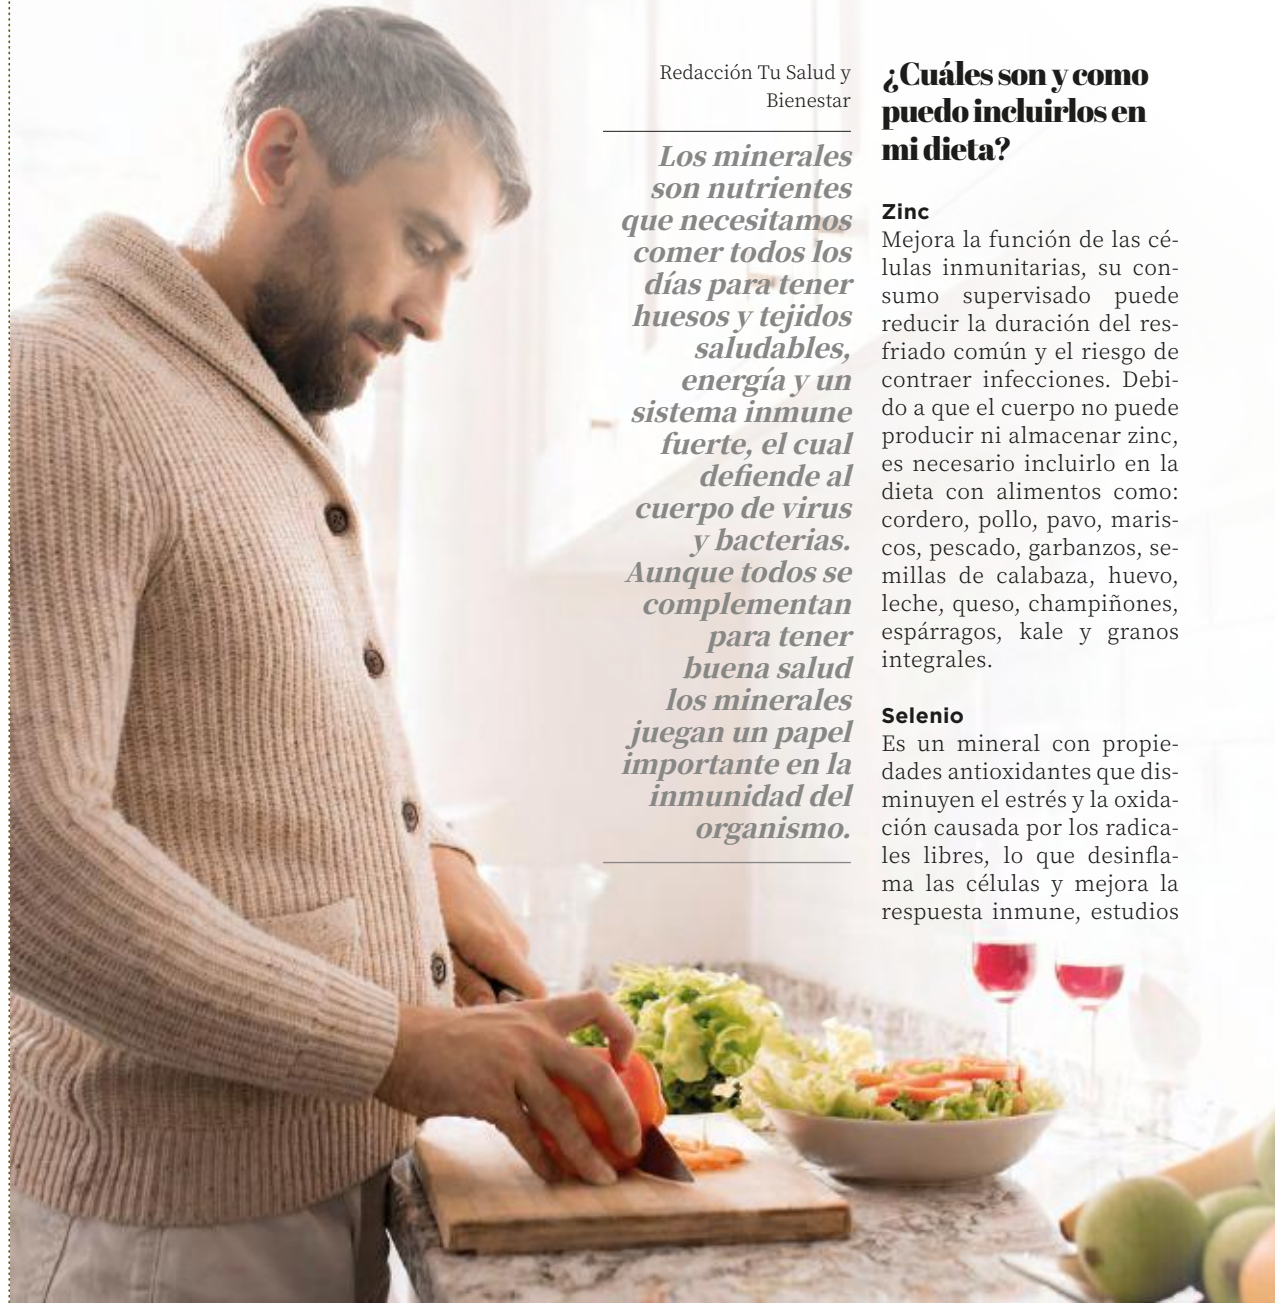 Redacción Tu Salud y
Bienestar
Los minerales
son nutrientes
que necesitamos
comer todos los
días para tener
huesos y tejidos
saludables,
energía y un
sistema inmune
fuerte, el cual
defiende al
cuerpo de virus
y bacterias.
Aunque todos se
complementan
para tener
buena salud
los minerales
juegan un papel
importante en la
inmunidad del
organismo.
¿Cuáles son y como
puedo incluirlos en
mi dieta?
Zinc
Mejora la función de las cé-
lulas inmunitarias, su con-
sumo supervisado puede
reducir la duración del res-
friado común y el riesgo de
contraer infecciones. Debi-
do a que el cuerpo no puede
producir ni almacenar zinc,
es necesario incluirlo en la
dieta con alimentos como:
cordero, pollo, pavo, maris-
cos, pescado, garbanzos, se-
millas de calabaza, huevo,
leche, queso, champiñones,
espárragos, kale y granos
integrales.
Selenio
Es un mineral con propie-
dades antioxidantes que dis-
minuyen el estrés y la oxida-
ción causada por los radica-
les libres, lo que desinfla-
ma las células y mejora la
respuesta inmune, estudios